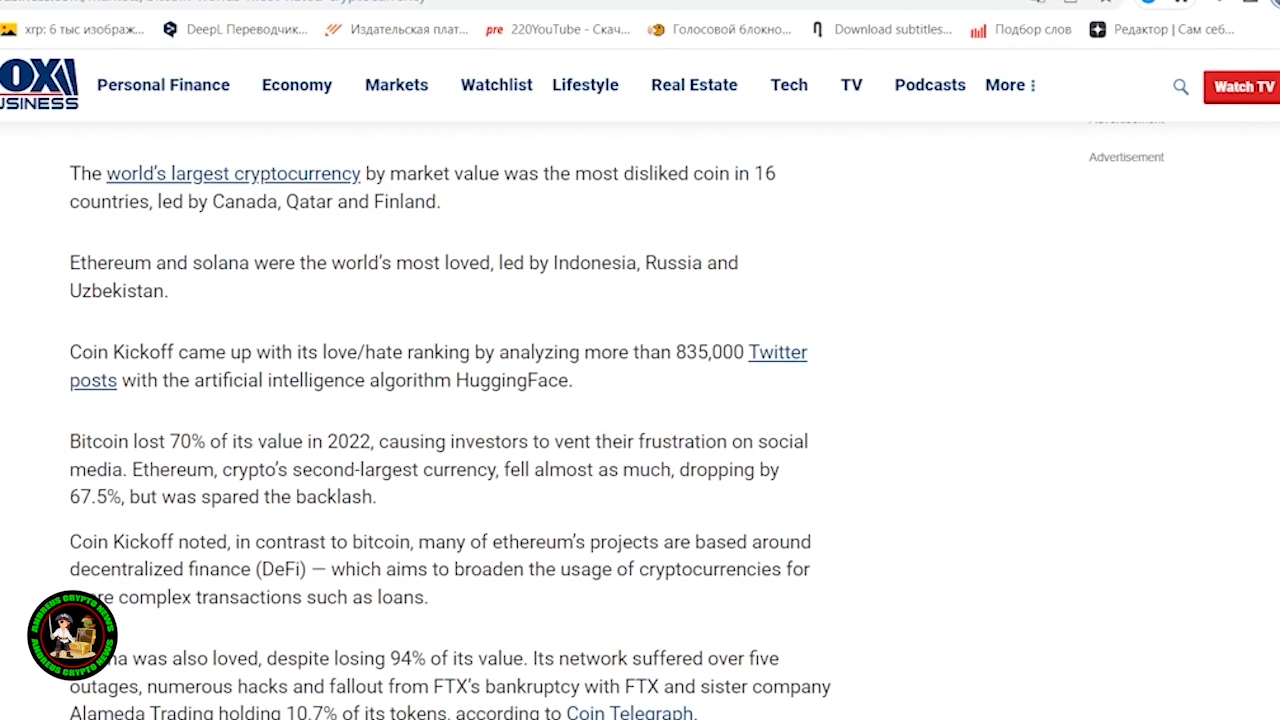 xrp: 6 тыс изображ...
DeepL Переводчик...
Издательская плат...
pre 220YouTube - Скач...
Голосовой блокно...
Download subtitles...
Подбор слов
Редактор | Сам себ...
OX
USINESS
Personal Finance
Economy
Markets
Watchlist
Lifestyle
Real Estate
Tech
TV
Podcasts
More
Watch TV
Advertisement
The world's largest cryptocurrency by market value was the most disliked coin in 16
countries, led by Canada, Qatar and Finland.
Ethereum and solana were the world's most loved, led by Indonesia, Russia and
Uzbekistan.
Coin Kickoff came up with its love/hate ranking by analyzing more than 835,000 Twitter
posts with the artificial intelligence algorithm HuggingFace.
Bitcoin lost 70% of its value in 2022, causing investors to vent their frustration on social
media. Ethereum, crypto's second-largest currency, fell almost as much, dropping by
67.5%, but was spared the backlash.
Coin Kickoff noted, in contrast to bitcoin, many of ethereum's projects are based around
decentralized finance (DeFi) — which aims to broaden the usage of cryptocurrencies for
complex transactions such as loans.
was also loved, despite losing 94% of its value. Its network suffered over five
outages, numerous hacks and fallout from FTX's bankruptcy with FTX and sister company
Alameda Trading holding 10.7% of its tokens, according to Coin Telegraph.
ANDREUS CRYPTO NEWS
ANDREUS CRYPTO NEWS